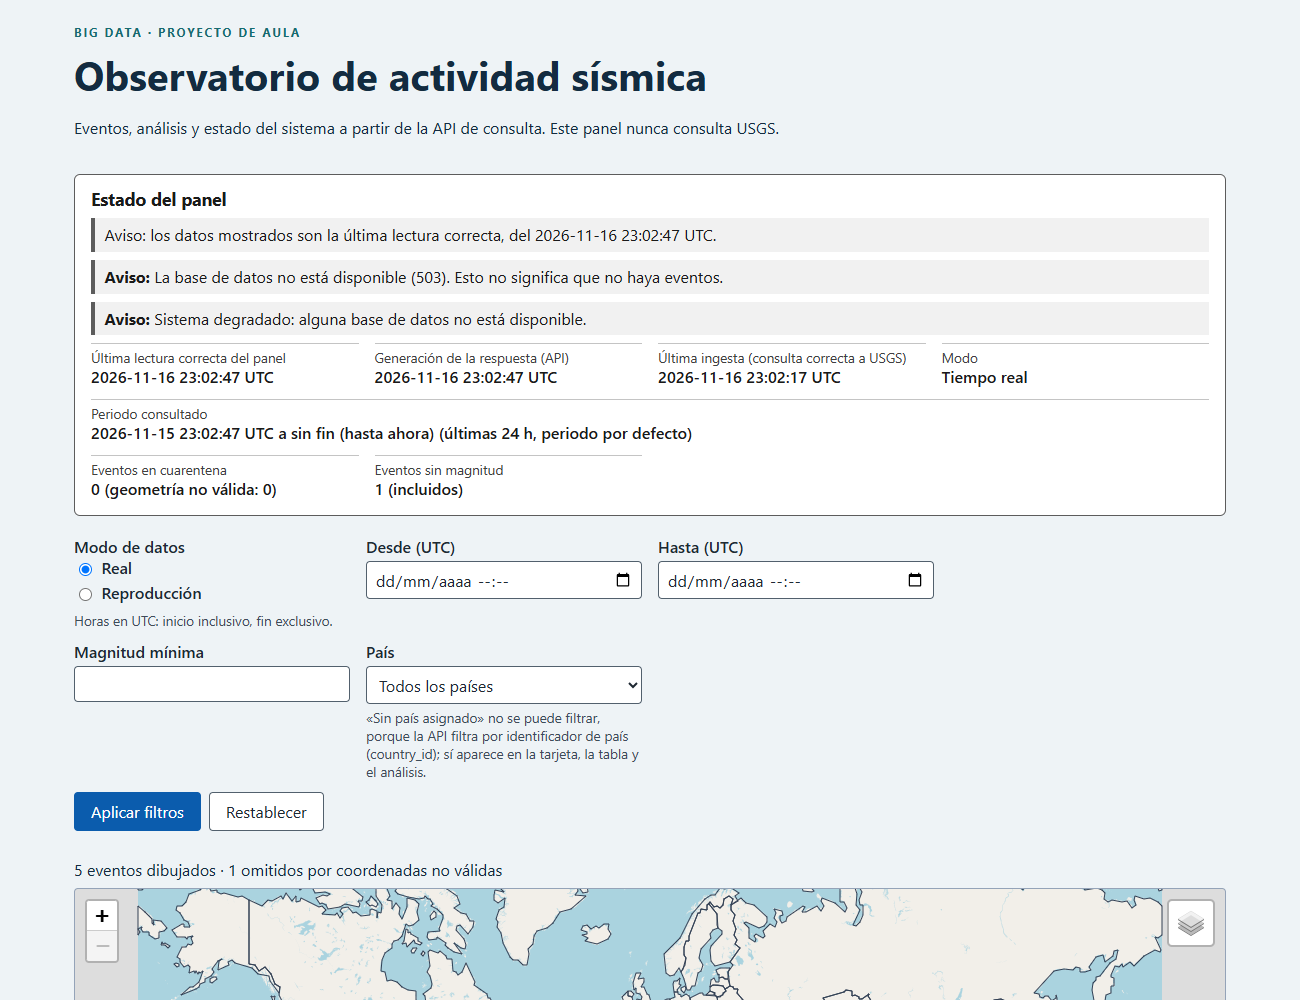 BIG DATA · PROYECTO DE AULA
Observatorio de actividad sísmica
Eventos, análisis y estado del sistema a partir de la API de consulta. Este panel nunca consulta USGS.
Estado del panel
Aviso: los datos mostrados son la última lectura correcta, del 2026-11-16 23:02:47 UTC.
Aviso: La base de datos no está disponible (503). Esto no significa que no haya eventos.
Aviso: Sistema degradado: alguna base de datos no está disponible.
Última lectura correcta del panel
2026-11-16 23:02:47 UTC
Generación de la respuesta (API)
2026-11-16 23:02:47 UTC
Última ingesta (consulta correcta a USGS)
2026-11-16 23:02:17 UTC
Modo
Tiempo real
Periodo consultado
2026-11-15 23:02:47 UTC a sin fin (hasta ahora) (últimas 24 h, periodo por defecto)
Eventos en cuarentena
0 (geometría no válida: 0)
Eventos sin magnitud
1 (incluidos)
Modo de datos
Real
Reproducción
Horas en UTC: inicio inclusivo, fin exclusivo.
Desde (UTC)
dd/mm/aaaa --:--
Hasta (UTC)
dd/mm/aaaa --:--
Magnitud mínima
País
Todos los países
«Sin país asignado» no se puede filtrar,
porque la API filtra por identificador de país
(country_id); sí aparece en la tarjeta, la tabla y
el análisis.
Aplicar filtros
Restablecer
5 eventos dibujados · 1 omitidos por coordenadas no válidas
+
−